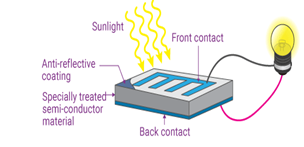 Sunlight
Front contact
Anti-reflective
coating
Specially treated
semi-conductor
material
Back contact